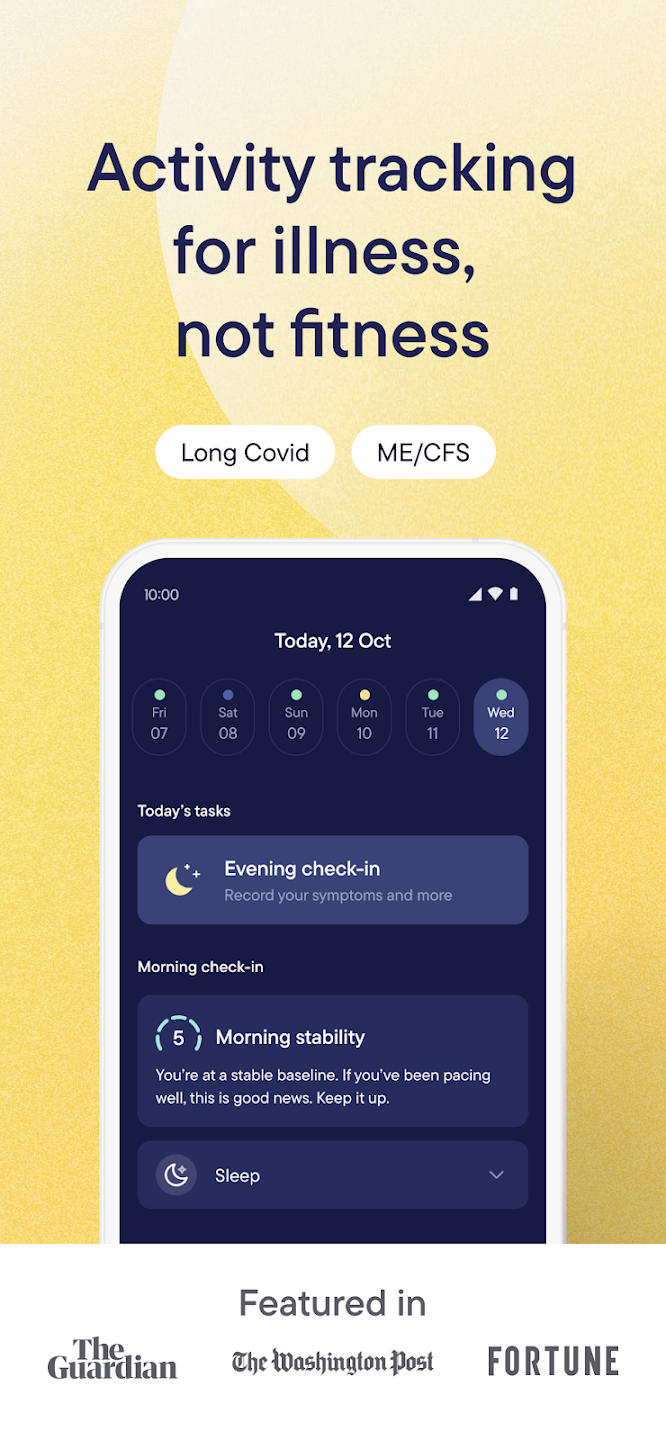 Activity tracking
for illness,
not fitness
Long Covid ME/CFS
10:00
Today, 12 Oct
Fri Sat Sun Mon Tue Wed
07 08 09 10 11 12
Today's tasks
Evening check-in
Record your symptoms and more
Morning check-in
5 Morning stability
You're at a stable baseline. If you've been pacing
well, this is good news. Keep it up.
Sleep
Featured in
The Guardian The Washington Post FORTUNE